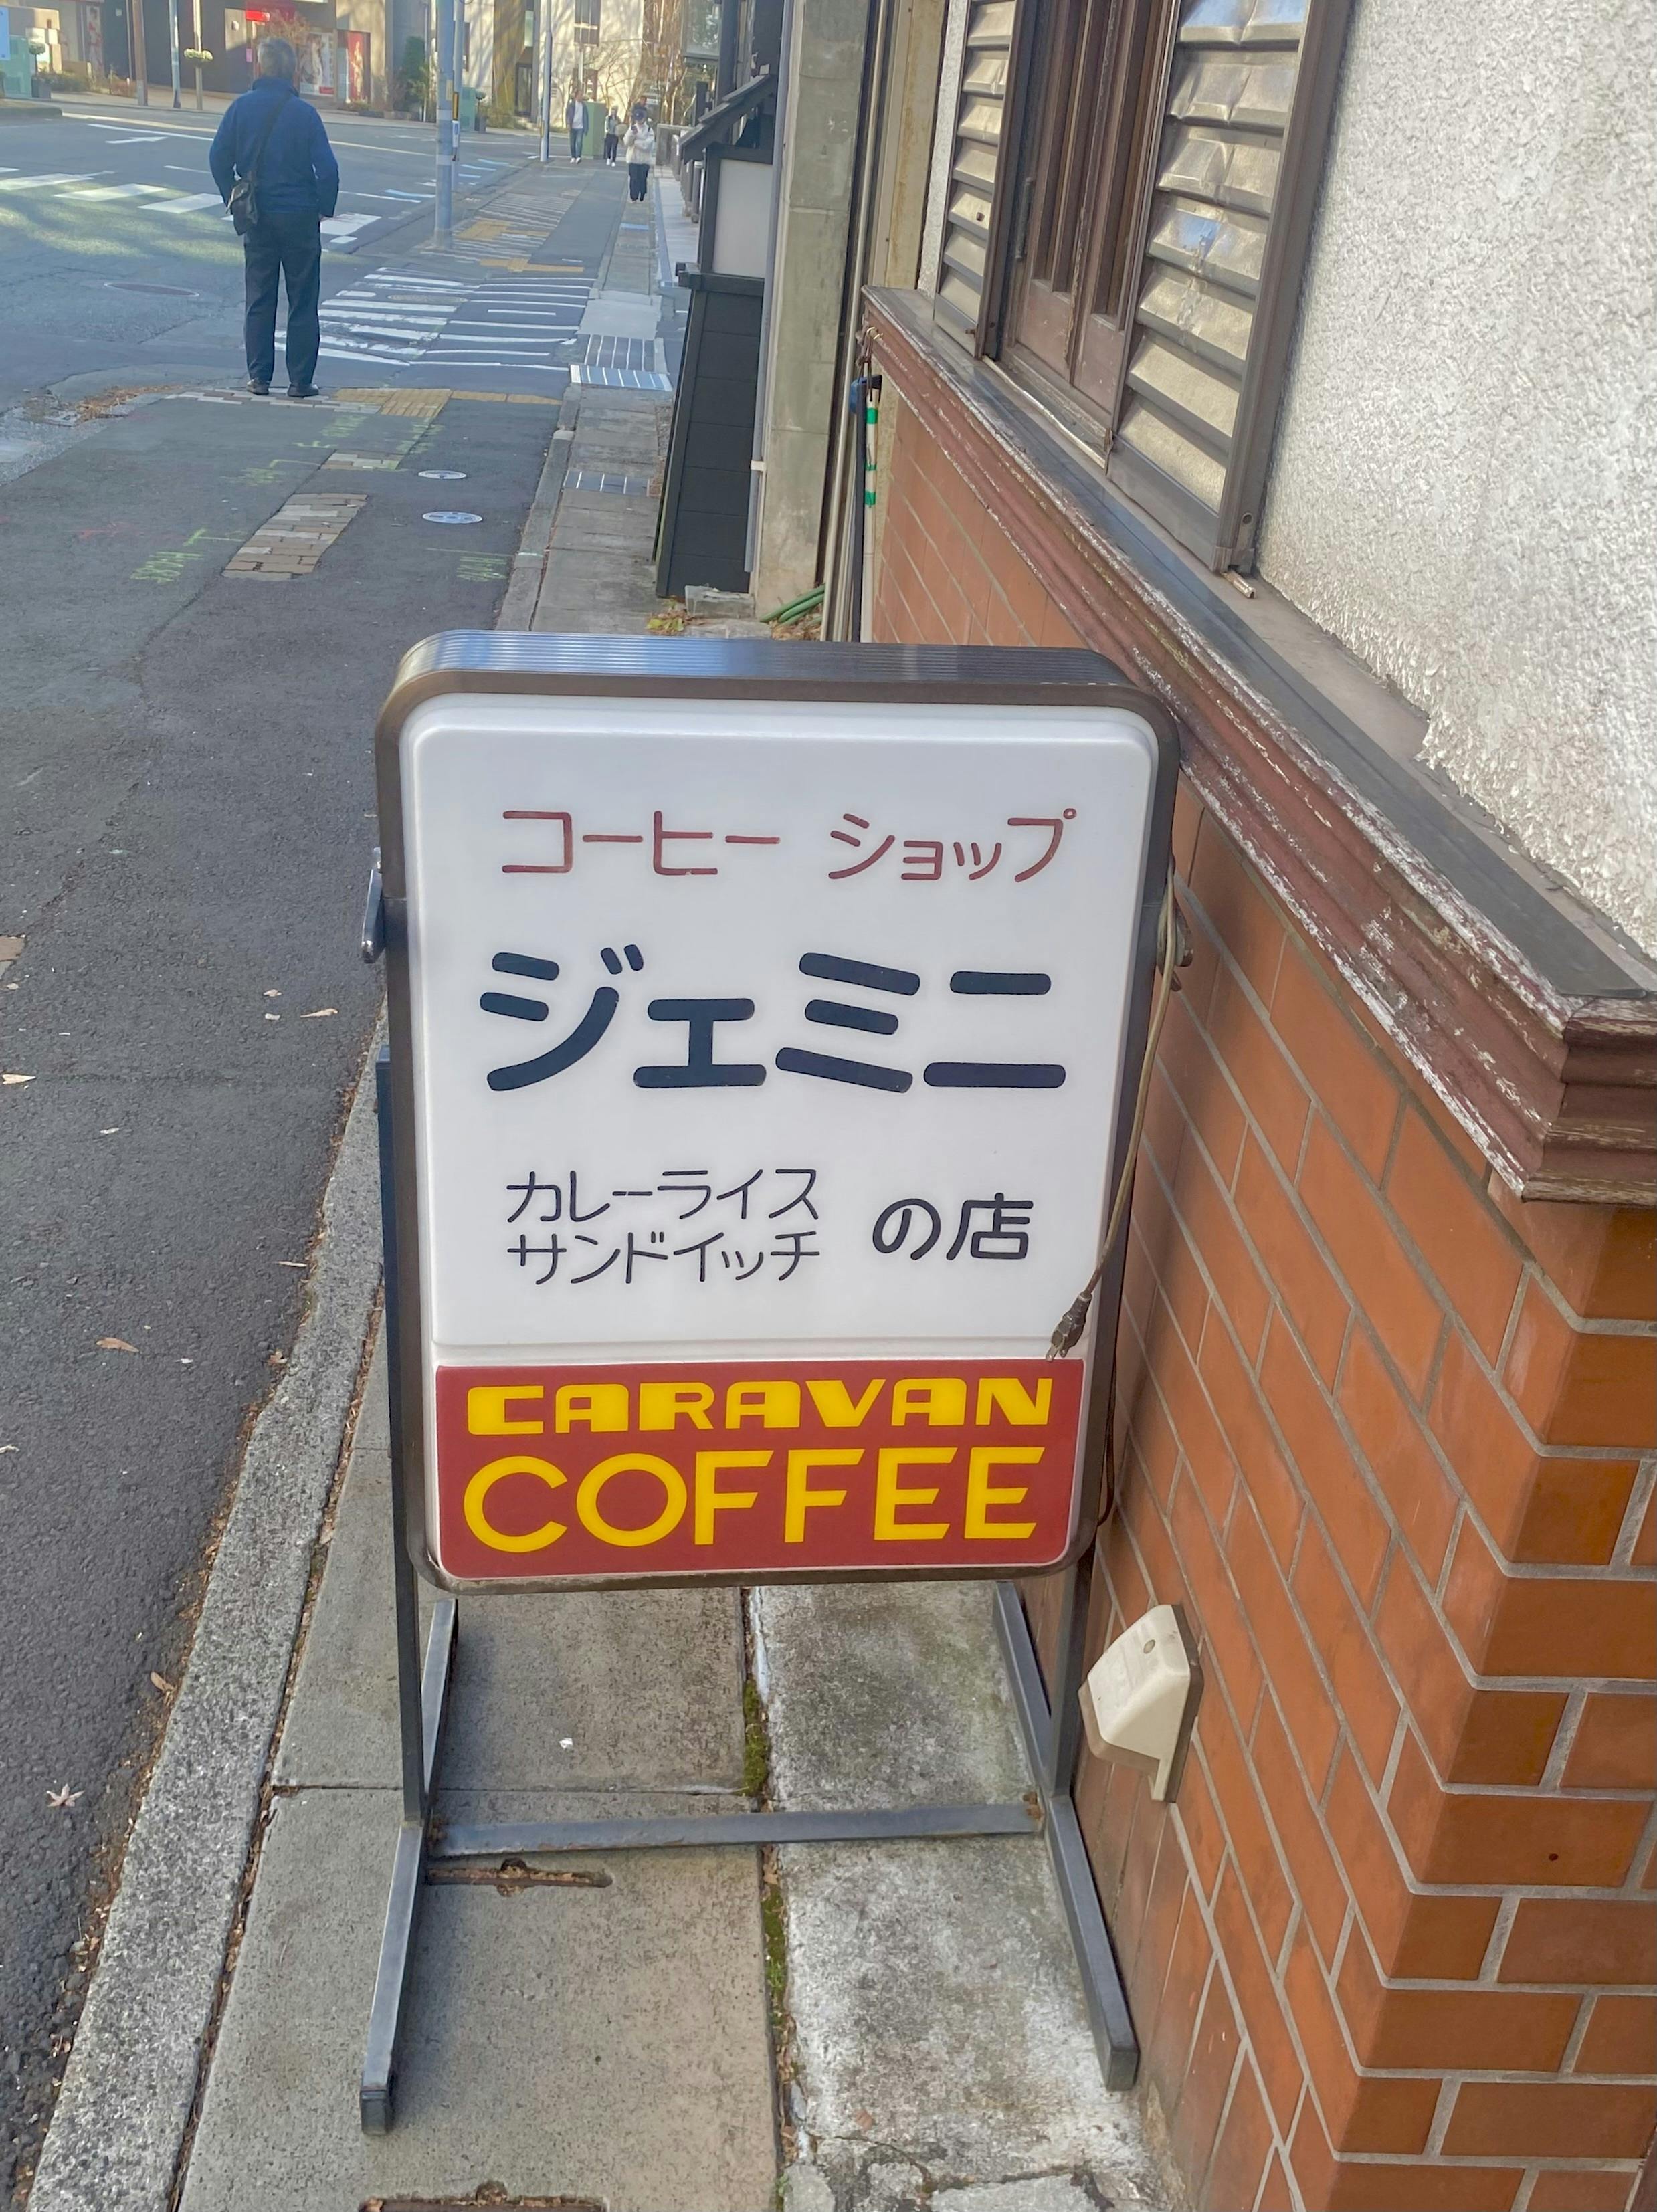 コーヒー ショップ
ジェミニ
カレーライス
サンドイッチ
の店
CARAVAN
COFFEE